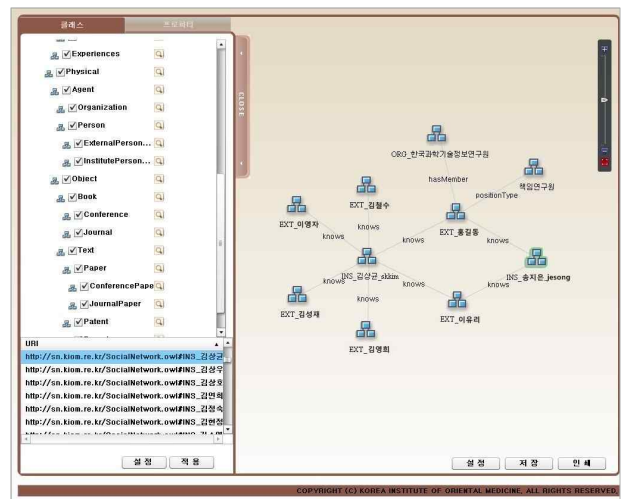 클래스
프로퍼티
Experiences
Physical
Agent
Organization
Person
ExternalPerson...
InstitutePerson...
Object
Book
Conference
Journal
Text
Paper
ConferencePape
JournalPaper
Patent
URI
http://sn.kiom.re.kr/SocialNetwork.owl#INS_김상균
http://sn.kiom.re.kr/SocialNetwork.owl#INS_김상우
http://sn.kiom.re.kr/SocialNetwork.owl#INS_김상호
http://sn.kiom.re.kr/SocialNetwork.owl#INS_김연희
http://sn.kiom.re.kr/SocialNetwork.owl#INS_김정숙
http://sn.kiom.re.kr/SocialNetwork.owl#INS_김현정
설 정
적 용
CLOSE
ORG_한국과학기술정보연구원
hasMember
책임연구원
positionType
EXT_김철수
EXT_이영자
knows
EXT_홍길동
knows
knows
knows
INS_김상균_skkim
INS_송지은_jesong
knows
knows
knows
knows
EXT_김성재
EXT_이유리
EXT_김영희
설 정
저 장
인 쇄
COPYRIGHT (C) KOREA INSTITUTE OF ORIENTAL MEDICINE, ALL RIGHTS RESERVED.